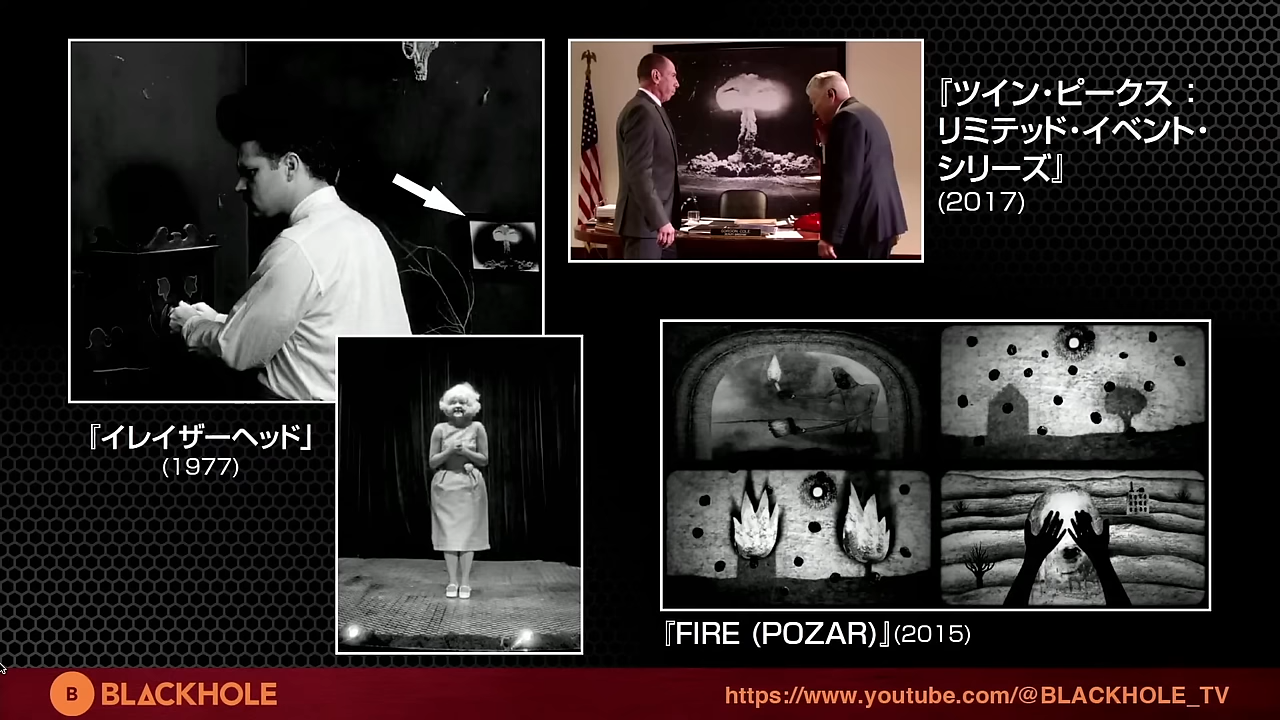 『ツイン・ピークス：
リミテッド・イベント・
シリーズ』
(2017)
GORDON COLE
『イレイザーヘッド』
(1977)
『FIRE (POZAR)』(2015)
B BLACKHOLE
https://www.youtube.com/@BLACKHOLE_TV